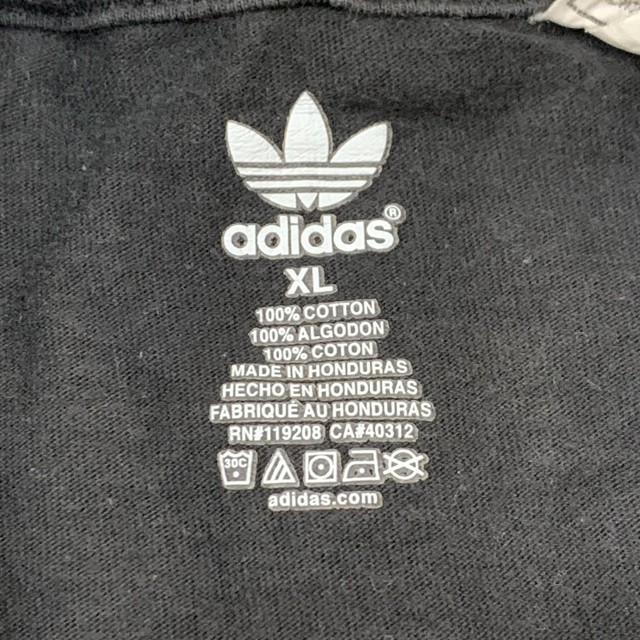 adidas®
XL
100% COTTON
100% ALGODON
100% COTON
MADE IN HONDURAS
HECHO EN HONDURAS
FABRIQUÉ AU HONDURAS
RN#119208 CA#40312
30C
adidas.com